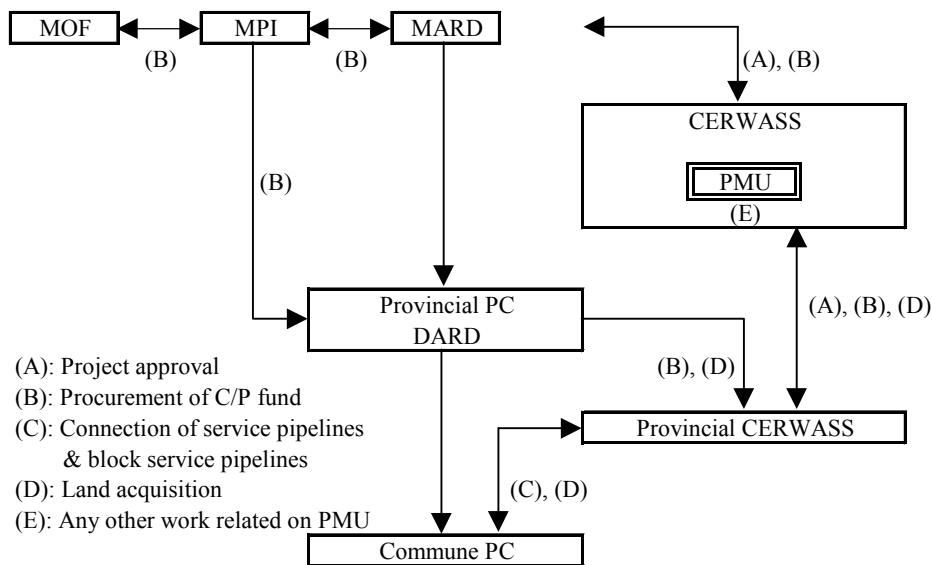 MOF
MPI
MARD
(B)
(B)
(A), (B)
CERWASS
PMU
(E)
(B)
Provincial PC
DARD
(A), (B), (D)
(B), (D)
(A): Project approval
(B): Procurement of C/P fund
(C): Connection of service pipelines
& block service pipelines
(D): Land acquisition
(E): Any other work related on PMU
Provincial CERWASS
(C), (D)
Commune PC